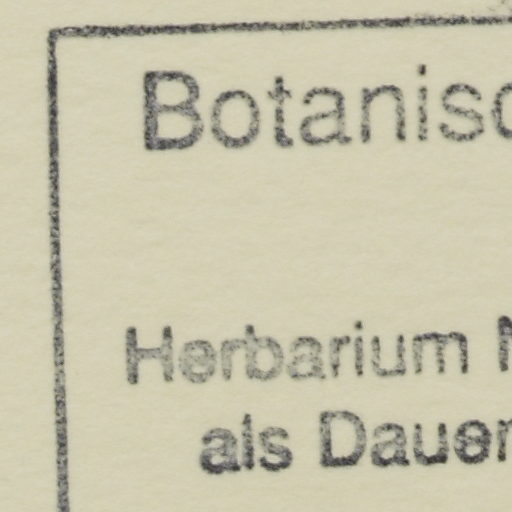 Botanisc
Herbarium
als Dauer